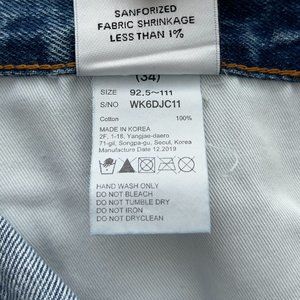 SANFORIZED
FABRIC SHRINKAGE
LESS THAN 1%
(34)
SIZE 92.5~111
S/NO WK6DJC11
Cotton 100%
MADE IN KOREA
2F, 1-18, Yangjae-daero
71-gil, Songpa-gu, Seoul, Korea
Manufacture Date 12.2019
HAND WASH ONLY
DO NOT BLEACH
DO NOT TUMBLE DRY
DO NOT IRON
DO NOT DRYCLEAN